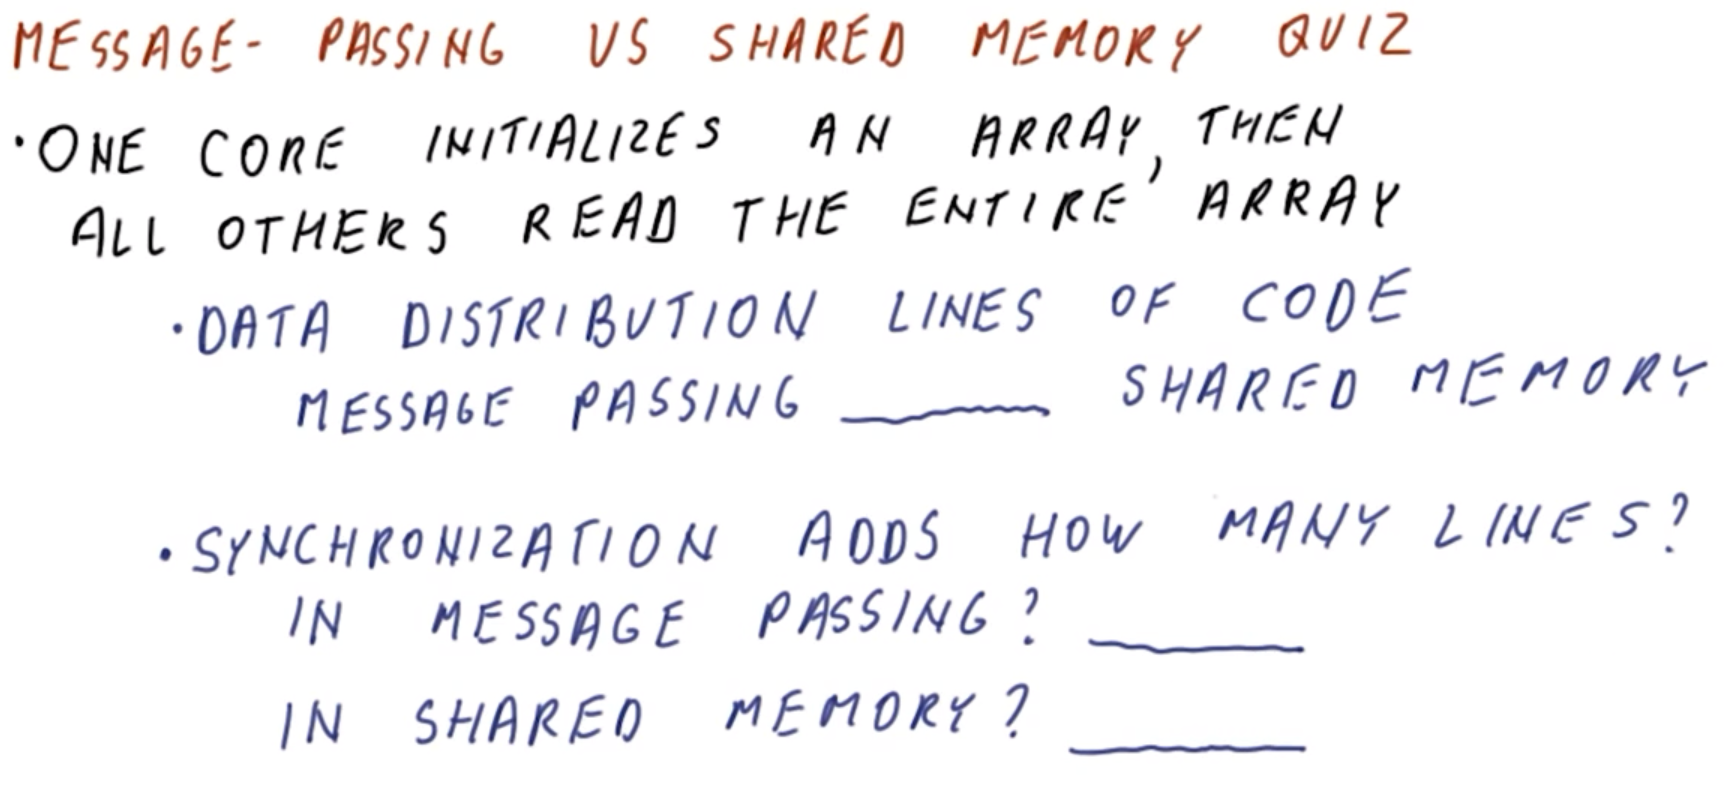 MESSAGE- PASSING VS SHARED MEMORY QUIZ
·ONE CORE INITIALIZES AN ARRAY, THEN
ALL OTHERS READ THE ENTIRE ARRAY
·DATA DISTRIBUTION LINES OF CODE
MESSAGE PASSING ______ SHARED MEMORY
·SYNCHRONIZATION ADDS HOW MANY LINES?
IN MESSAGE PASSING? ______
IN SHARED MEMORY? ______